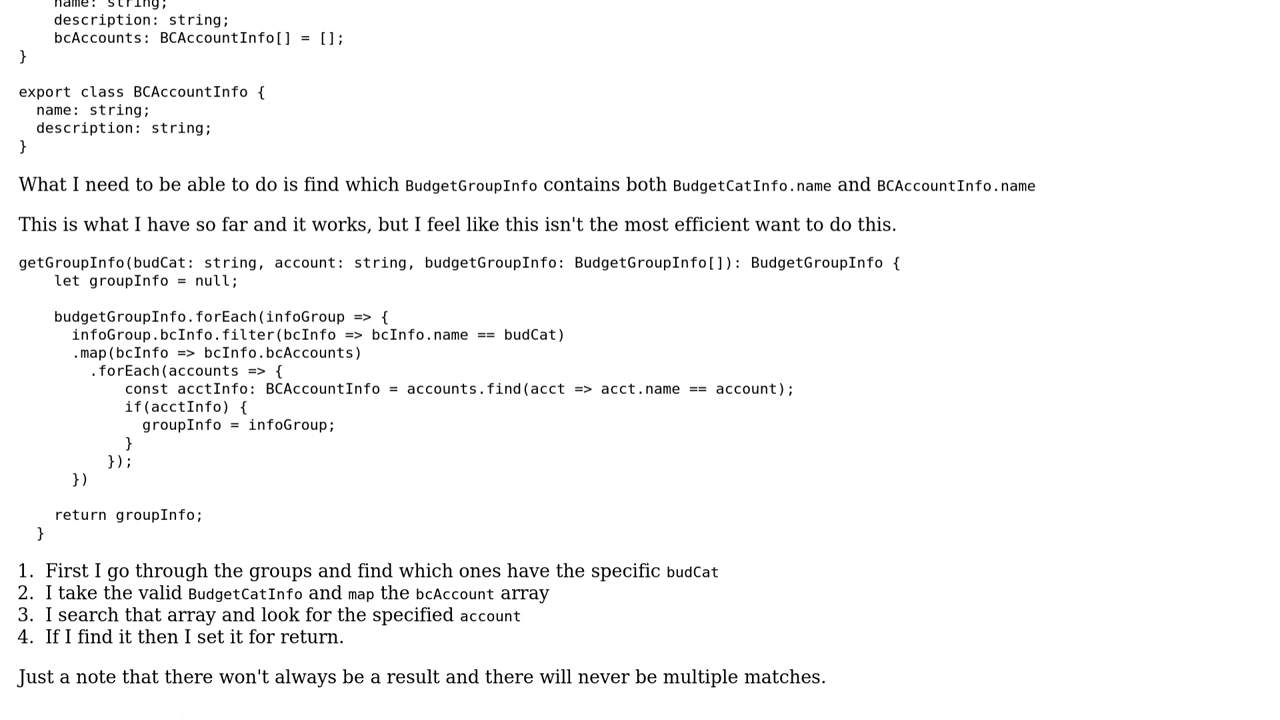 name: string;
description: string;
bcAccounts: BCAccountInfo[] = [];
}
export class BCAccountInfo {
name: string;
description: string;
}
What I need to be able to do is find which BudgetGroupInfo contains both BudgetCatInfo.name and BCAccountInfo.name
This is what I have so far and it works, but I feel like this isn't the most efficient want to do this.
getGroupInfo(budCat: string, account: string, budgetGroupInfo: BudgetGroupInfo[]): BudgetGroupInfo {
let groupInfo = null;
budgetGroupInfo.forEach(infoGroup => {
infoGroup.bcInfo.filter(bcInfo => bcInfo.name == budCat)
.map(bcInfo => bcInfo.bcAccounts)
.forEach(accounts => {
const acctInfo: BCAccountInfo = accounts.find(acct => acct.name == account);
if(acctInfo) {
groupInfo = infoGroup;
}
});
})
return groupInfo;
}
1. First I go through the groups and find which ones have the specific budCat
2. I take the valid BudgetCatInfo and map the bcAccount array
3. I search that array and look for the specified account
4. If I find it then I set it for return.
Just a note that there won't always be a result and there will never be multiple matches.